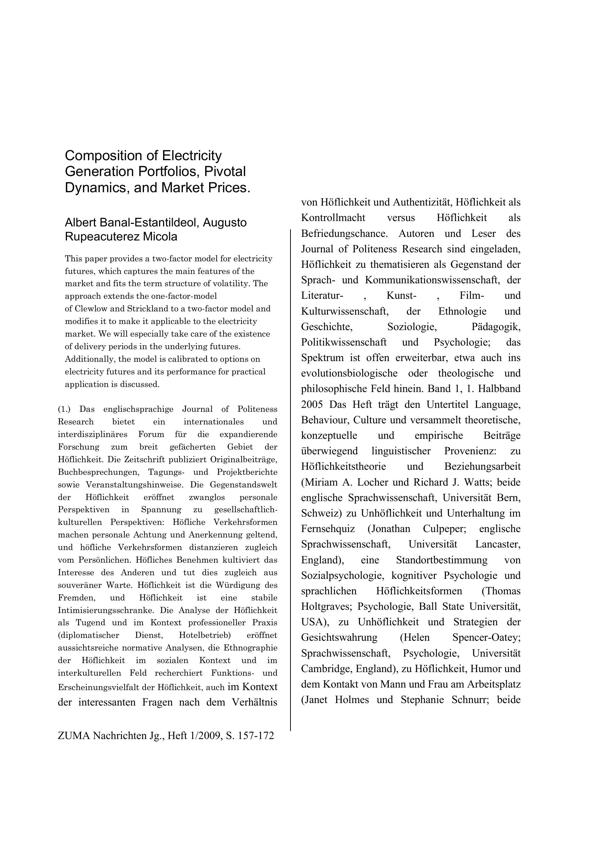 Composition of Electricity
Generation Portfolios, Pivotal
Dynamics, and Market Prices.
Albert Banal-Estantildeol, Augusto
Rupeacuterez Micola
This paper provides a two-factor model for electricity
futures, which captures the main features of the
market and fits the term structure of volatility. The
approach extends the one-factor-model
of Clewlow and Strickland to a two-factor model and
modifies it to make it applicable to the electricity
market. We will especially take care of the existence
of delivery periods in the underlying futures.
Additionally, the model is calibrated to options on
electricity futures and its performance for practical
application is discussed.
(1.) Das englischsprachige Journal of Politeness
Research bietet ein internationales und
interdisziplinäres Forum für die expandierende
Forschung zum breit gefächerten Gebiet der
Höflichkeit. Die Zeitschrift publiziert Originalbeiträge,
Buchbesprechungen, Tagungs- und Projektberichte
sowie Veranstaltungshinweise. Die Gegenstandswelt
der Höflichkeit eröffnet zwanglos personale
Perspektiven in Spannung zu gesellschaftlich-
kulturellen Perspektiven: Höfliche Verkehrsformen
machen personale Achtung und Anerkennung geltend,
und höfliche Verkehrsformen distanzieren zugleich
vom Persönlichen. Höfliches Benehmen kultiviert das
Interesse des Anderen und tut dies zugleich aus
souveräner Warte. Höflichkeit ist die Würdigung des
Fremden, und Höflichkeit ist eine stabile
Intimisierungsschranke. Die Analyse der Höflichkeit
als Tugend und im Kontext professioneller Praxis
(diplomatischer Dienst, Hotelbetrieb) eröffnet
aussichtsreiche normative Analysen, die Ethnographie
der Höflichkeit im sozialen Kontext und im
interkulturellen Feld recherchiert Funktions- und
Erscheinungsvielfalt der Höflichkeit, auch im Kontext
der interessanten Fragen nach dem Verhältnis
von Höflichkeit und Authentizität, Höflichkeit als
Kontrollmacht versus Höflichkeit als
Befriedungschance. Autoren und Leser des
Journal of Politeness Research sind eingeladen,
Höflichkeit zu thematisieren als Gegenstand der
Sprach- und Kommunikationswissenschaft, der
Literatur- , Kunst- , Film- und
Kulturwissenschaft, der Ethnologie und
Geschichte, Soziologie, Pädagogik,
Politikwissenschaft und Psychologie; das
Spektrum ist offen erweiterbar, etwa auch ins
evolutionsbiologische oder theologische und
philosophische Feld hinein. Band 1, 1. Halbband
2005 Das Heft trägt den Untertitel Language,
Behaviour, Culture und versammelt theoretische,
konzeptuelle und empirische Beiträge
überwiegend linguistischer Provenienz: zu
Höflichkeitstheorie und Beziehungsarbeit
(Miriam A. Locher und Richard J. Watts; beide
englische Sprachwissenschaft, Universität Bern,
Schweiz) zu Unhöflichkeit und Unterhaltung im
Fernsehquiz (Jonathan Culpeper; englische
Sprachwissenschaft, Universität Lancaster,
England), eine Standortbestimmung von
Sozialpsychologie, kognitiver Psychologie und
sprachlichen Höflichkeitsformen (Thomas
Holtgraves; Psychologie, Ball State Universität,
USA), zu Unhöflichkeit und Strategien der
Gesichtswahrung (Helen Spencer-Oatey;
Sprachwissenschaft, Psychologie, Universität
Cambridge, England), zu Höflichkeit, Humor und
dem Kontakt von Mann und Frau am Arbeitsplatz
(Janet Holmes und Stephanie Schnurr; beide
ZUMA Nachrichten Jg., Heft 1/2009, S. 157-172